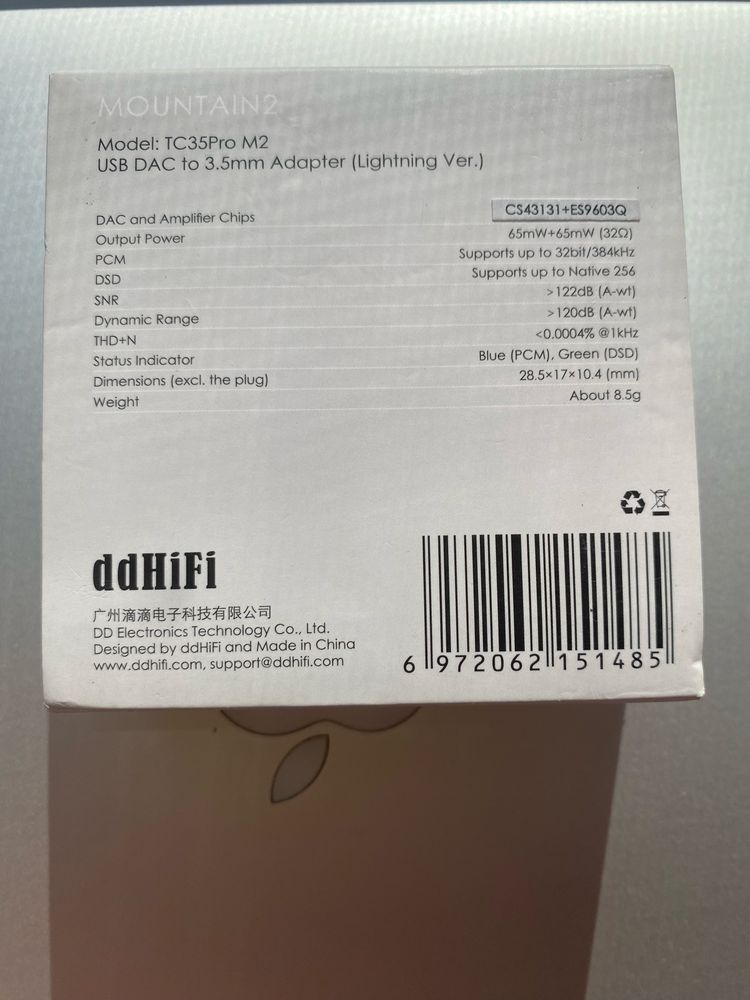 MOUNTAIN2
Model: TC35Pro M2
USB DAC to 3.5mm Adapter (Lightning Ver.)
DAC and Amplifier Chips CS43131+ES9603Q
Output Power 65mW+65mW (32Ω)
PCM Supports up to 32bit/384kHz
DSD Supports up to Native 256
SNR >122dB (A-wt)
Dynamic Range >120dB (A-wt)
THD+N <0.0004% @1kHz
Status Indicator Blue (PCM), Green (DSD)
Dimensions (excl. the plug) 28.5×17×10.4 (mm)
Weight About 8.5g
ddHiFi
广州滴滴电子科技有限公司
DD Electronics Technology Co., Ltd.
Designed by ddHiFi and Made in China
www.ddhifi.com, support@ddhifi.com
6 972062 151485